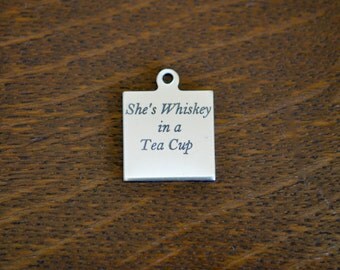 She's Whiskey
in a
Tea Cup